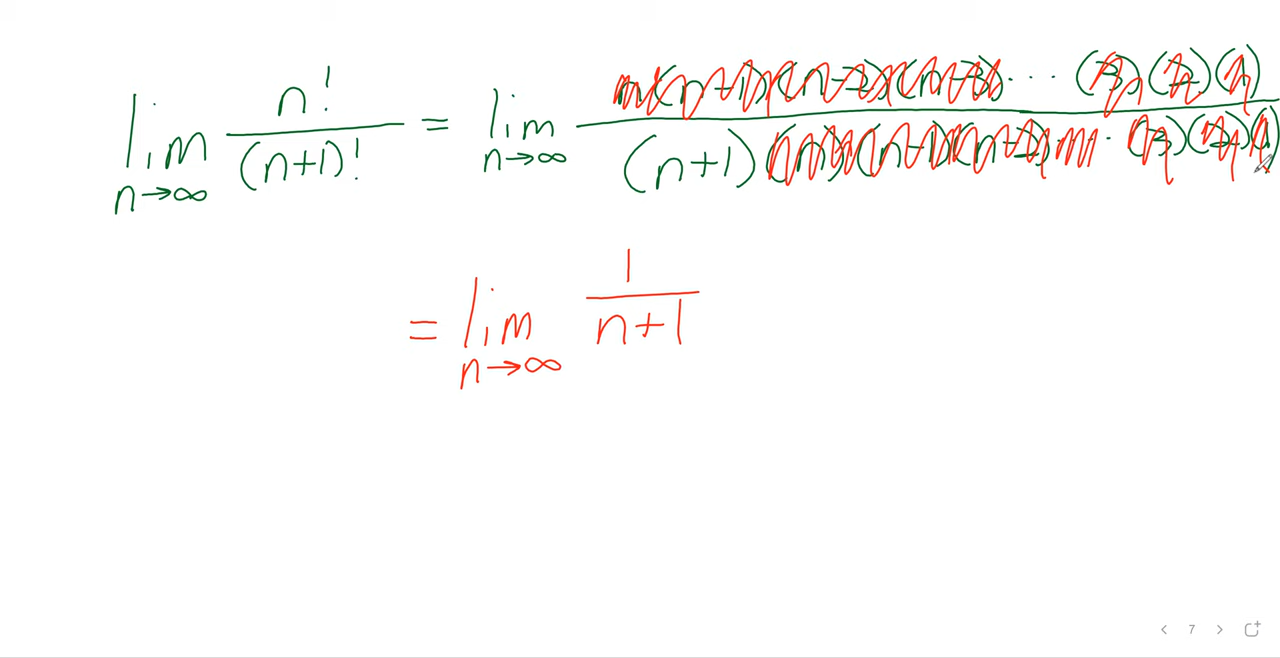 lim n→∞ n!/(n+1)! = lim n→∞ n(n-1)(n-2)(n-3)··· (3)(2)(1)/(n+1)(n)(n-1)(n-2)··· (3)(2)(1)
= lim n→∞ 1/n+1
7